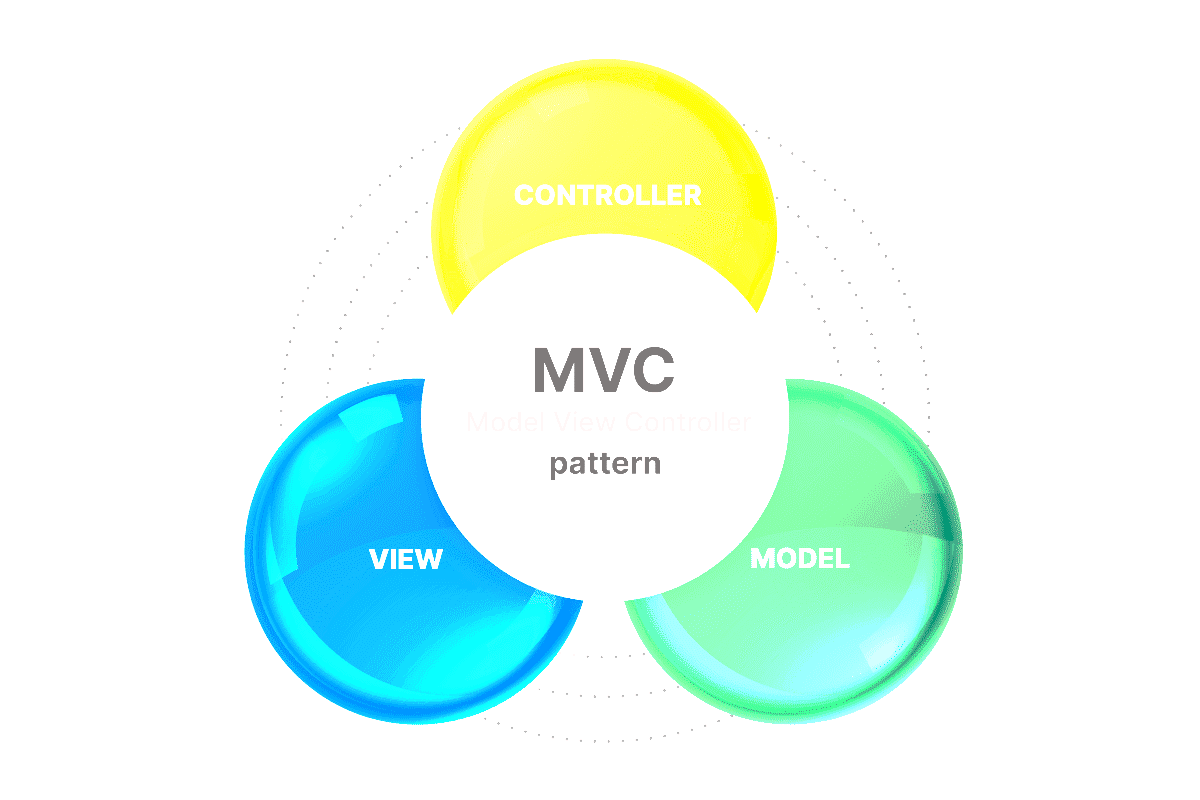 CONTROLLER
MVC
Model View Controller
pattern
VIEW
MODEL